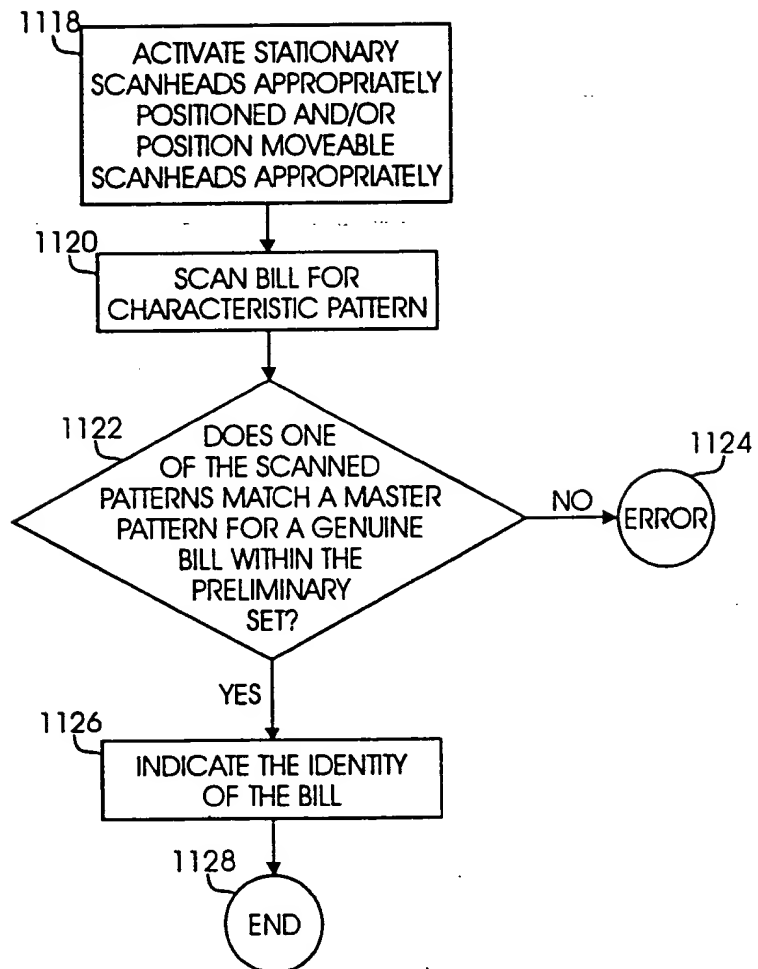 1118
ACTIVATE STATIONARY
SCANHEADS APPROPRIATELY
POSITIONED AND/OR
POSITION MOVEABLE
SCANHEADS APPROPRIATELY
1120
SCAN BILL FOR
CHARACTERISTIC PATTERN
1122
DOES ONE
OF THE SCANNED
PATTERNS MATCH A MASTER
PATTERN FOR A GENUINE
BILL WITHIN THE
PRELIMINARY
SET?
NO
1124
ERROR
YES
1126
INDICATE THE IDENTITY
OF THE BILL
1128
END